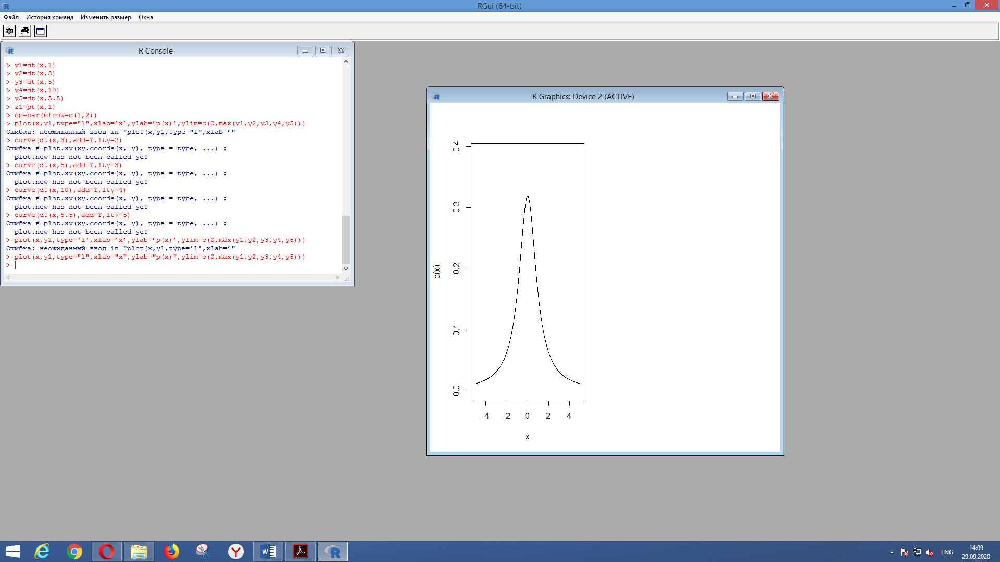 RGui (64-bit)
Файл История команд Изменить размер Окна
R Console
> y1=dt(x,1)
> y2=dt(x,3)
> y3=dt(x,5)
> y4=dt(x,10)
> y5=dt(x,5.5)
> z1=pt(x,1)
> op=par(mfrow=c(1,2))
> plot(x,y1,type="l",xlab=’x’,ylab=’p(x)’,ylim=c(0,max(y1,y2,y3,y4,y5)))
Ошибка: неожиданный ввод in "plot(x,y1,type="l",xlab=’"
> curve(dt(x,3),add=T,lty=2)
Ошибка в plot.xy(xy.coords(x, y), type = type, ...) :
plot.new has not been called yet
> curve(dt(x,5),add=T,lty=3)
Ошибка в plot.xy(xy.coords(x, y), type = type, ...) :
plot.new has not been called yet
> curve(dt(x,10),add=T,lty=4)
Ошибка в plot.xy(xy.coords(x, y), type = type, ...) :
plot.new has not been called yet
> curve(dt(x,5.5),add=T,lty=5)
Ошибка в plot.xy(xy.coords(x, y), type = type, ...) :
plot.new has not been called yet
> plot(x,y1,type='l',xlab=’x’,ylab=’p(x)’,ylim=c(0,max(y1,y2,y3,y4,y5)))
Ошибка: неожиданный ввод in "plot(x,y1,type='l',xlab=’"
> plot(x,y1,type="l",xlab="x",ylab="p(x)",ylim=c(0,max(y1,y2,y3,y4,y5)))
>
R Graphics: Device 2 (ACTIVE)
0.4
0.3
0.2
0.1
0.0
p(x)
-4 -2 0 2 4
x
ENG
14:09
29.09.2020